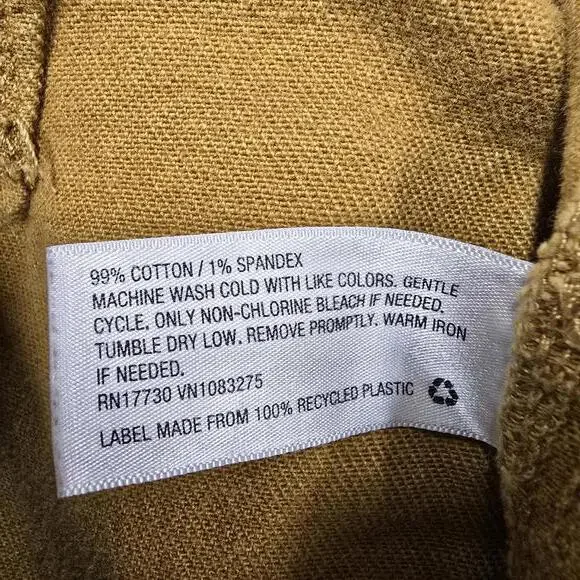 99% COTTON / 1% SPANDEX
MACHINE WASH COLD WITH LIKE COLORS. GENTLE
CYCLE. ONLY NON-CHLORINE BLEACH IF NEEDED.
TUMBLE DRY LOW. REMOVE PROMPTLY. WARM IRON
IF NEEDED.
RN17730 VN1083275
LABEL MADE FROM 100% RECYCLED PLASTIC